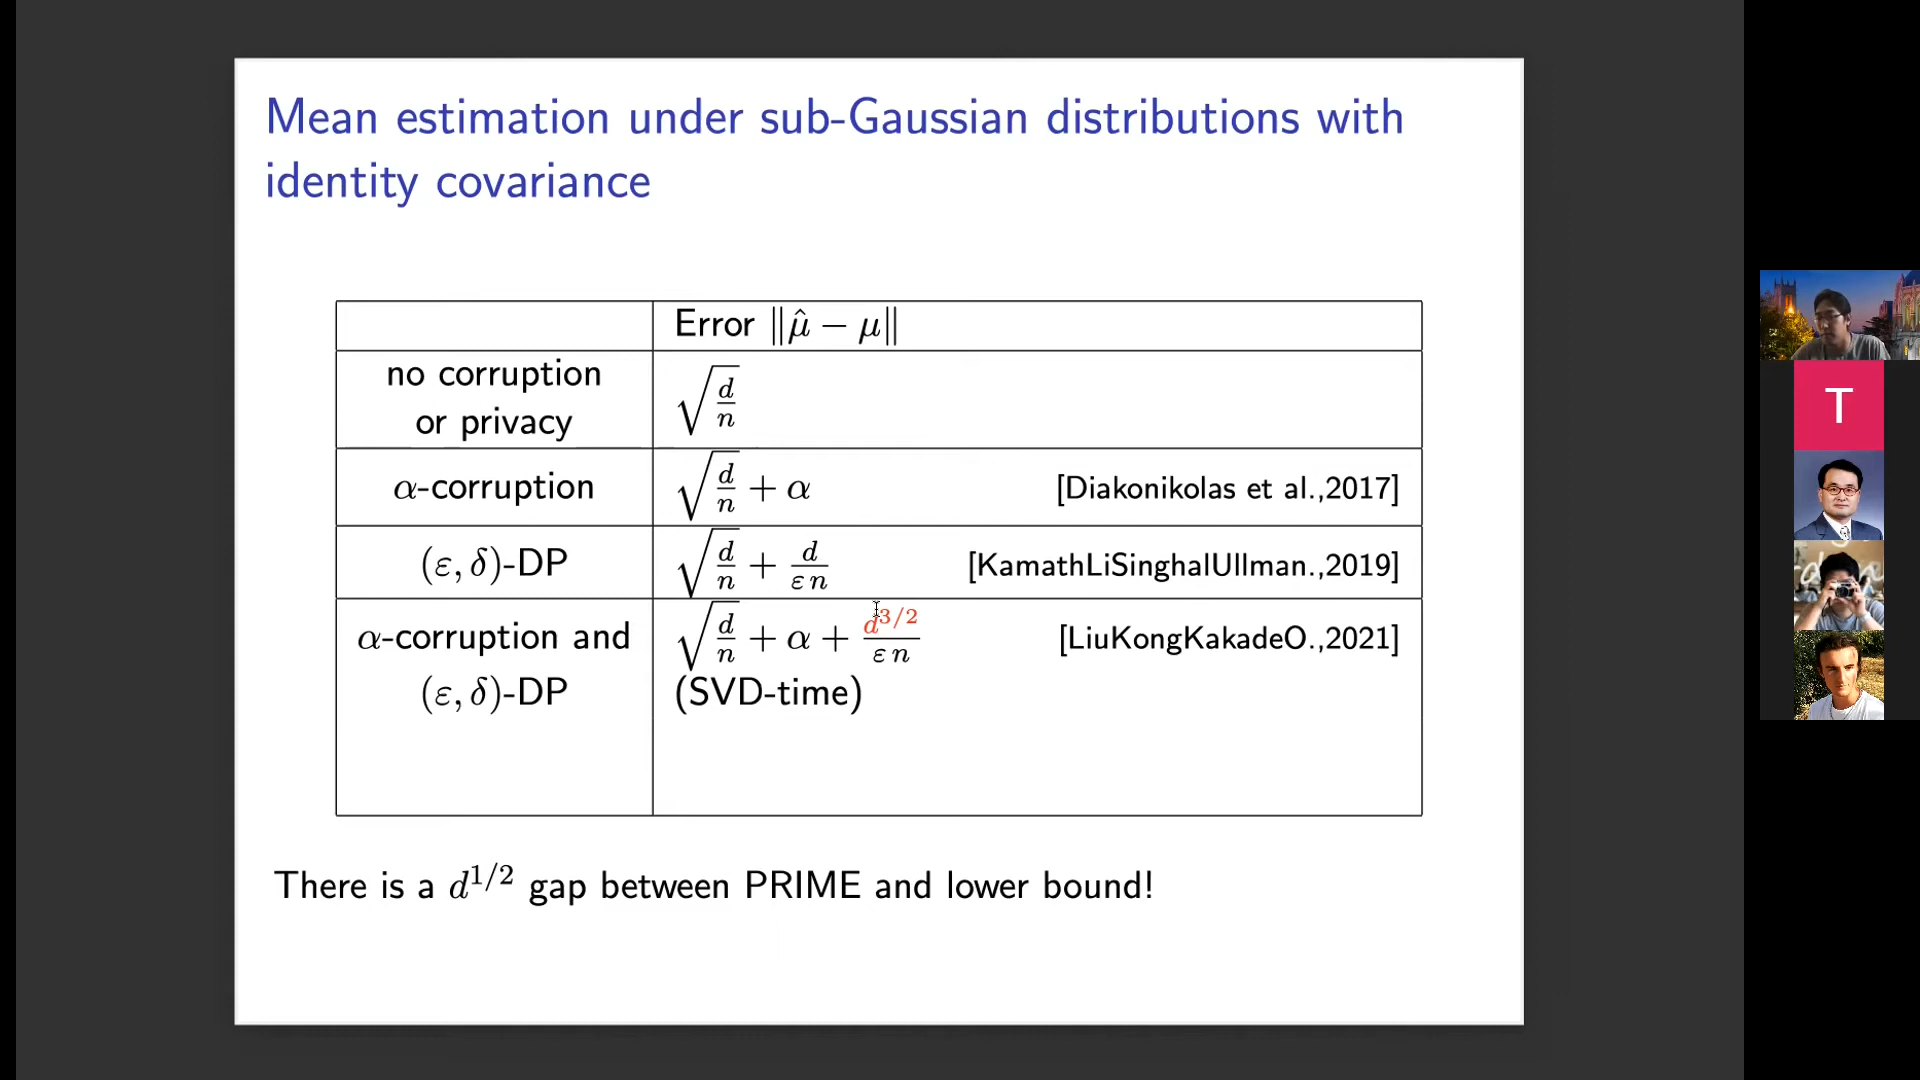 Mean estimation under sub-Gaussian distributions with
identity covariance
Error ‖μ̂ − μ‖
no corruption
or privacy
√(d/n)
α-corruption
√(d/n) + α
[Diakonikolas et al.,2017]
(ε, δ)-DP
√(d/n) + d/(ε n)
[KamathLiSinghalUllman.,2019]
α-corruption and
(ε, δ)-DP
√(d/n) + α + d^{3/2}/(ε n)
[LiuKongKakadeO.,2021]
(SVD-time)
There is a d^{1/2} gap between PRIME and lower bound!
T